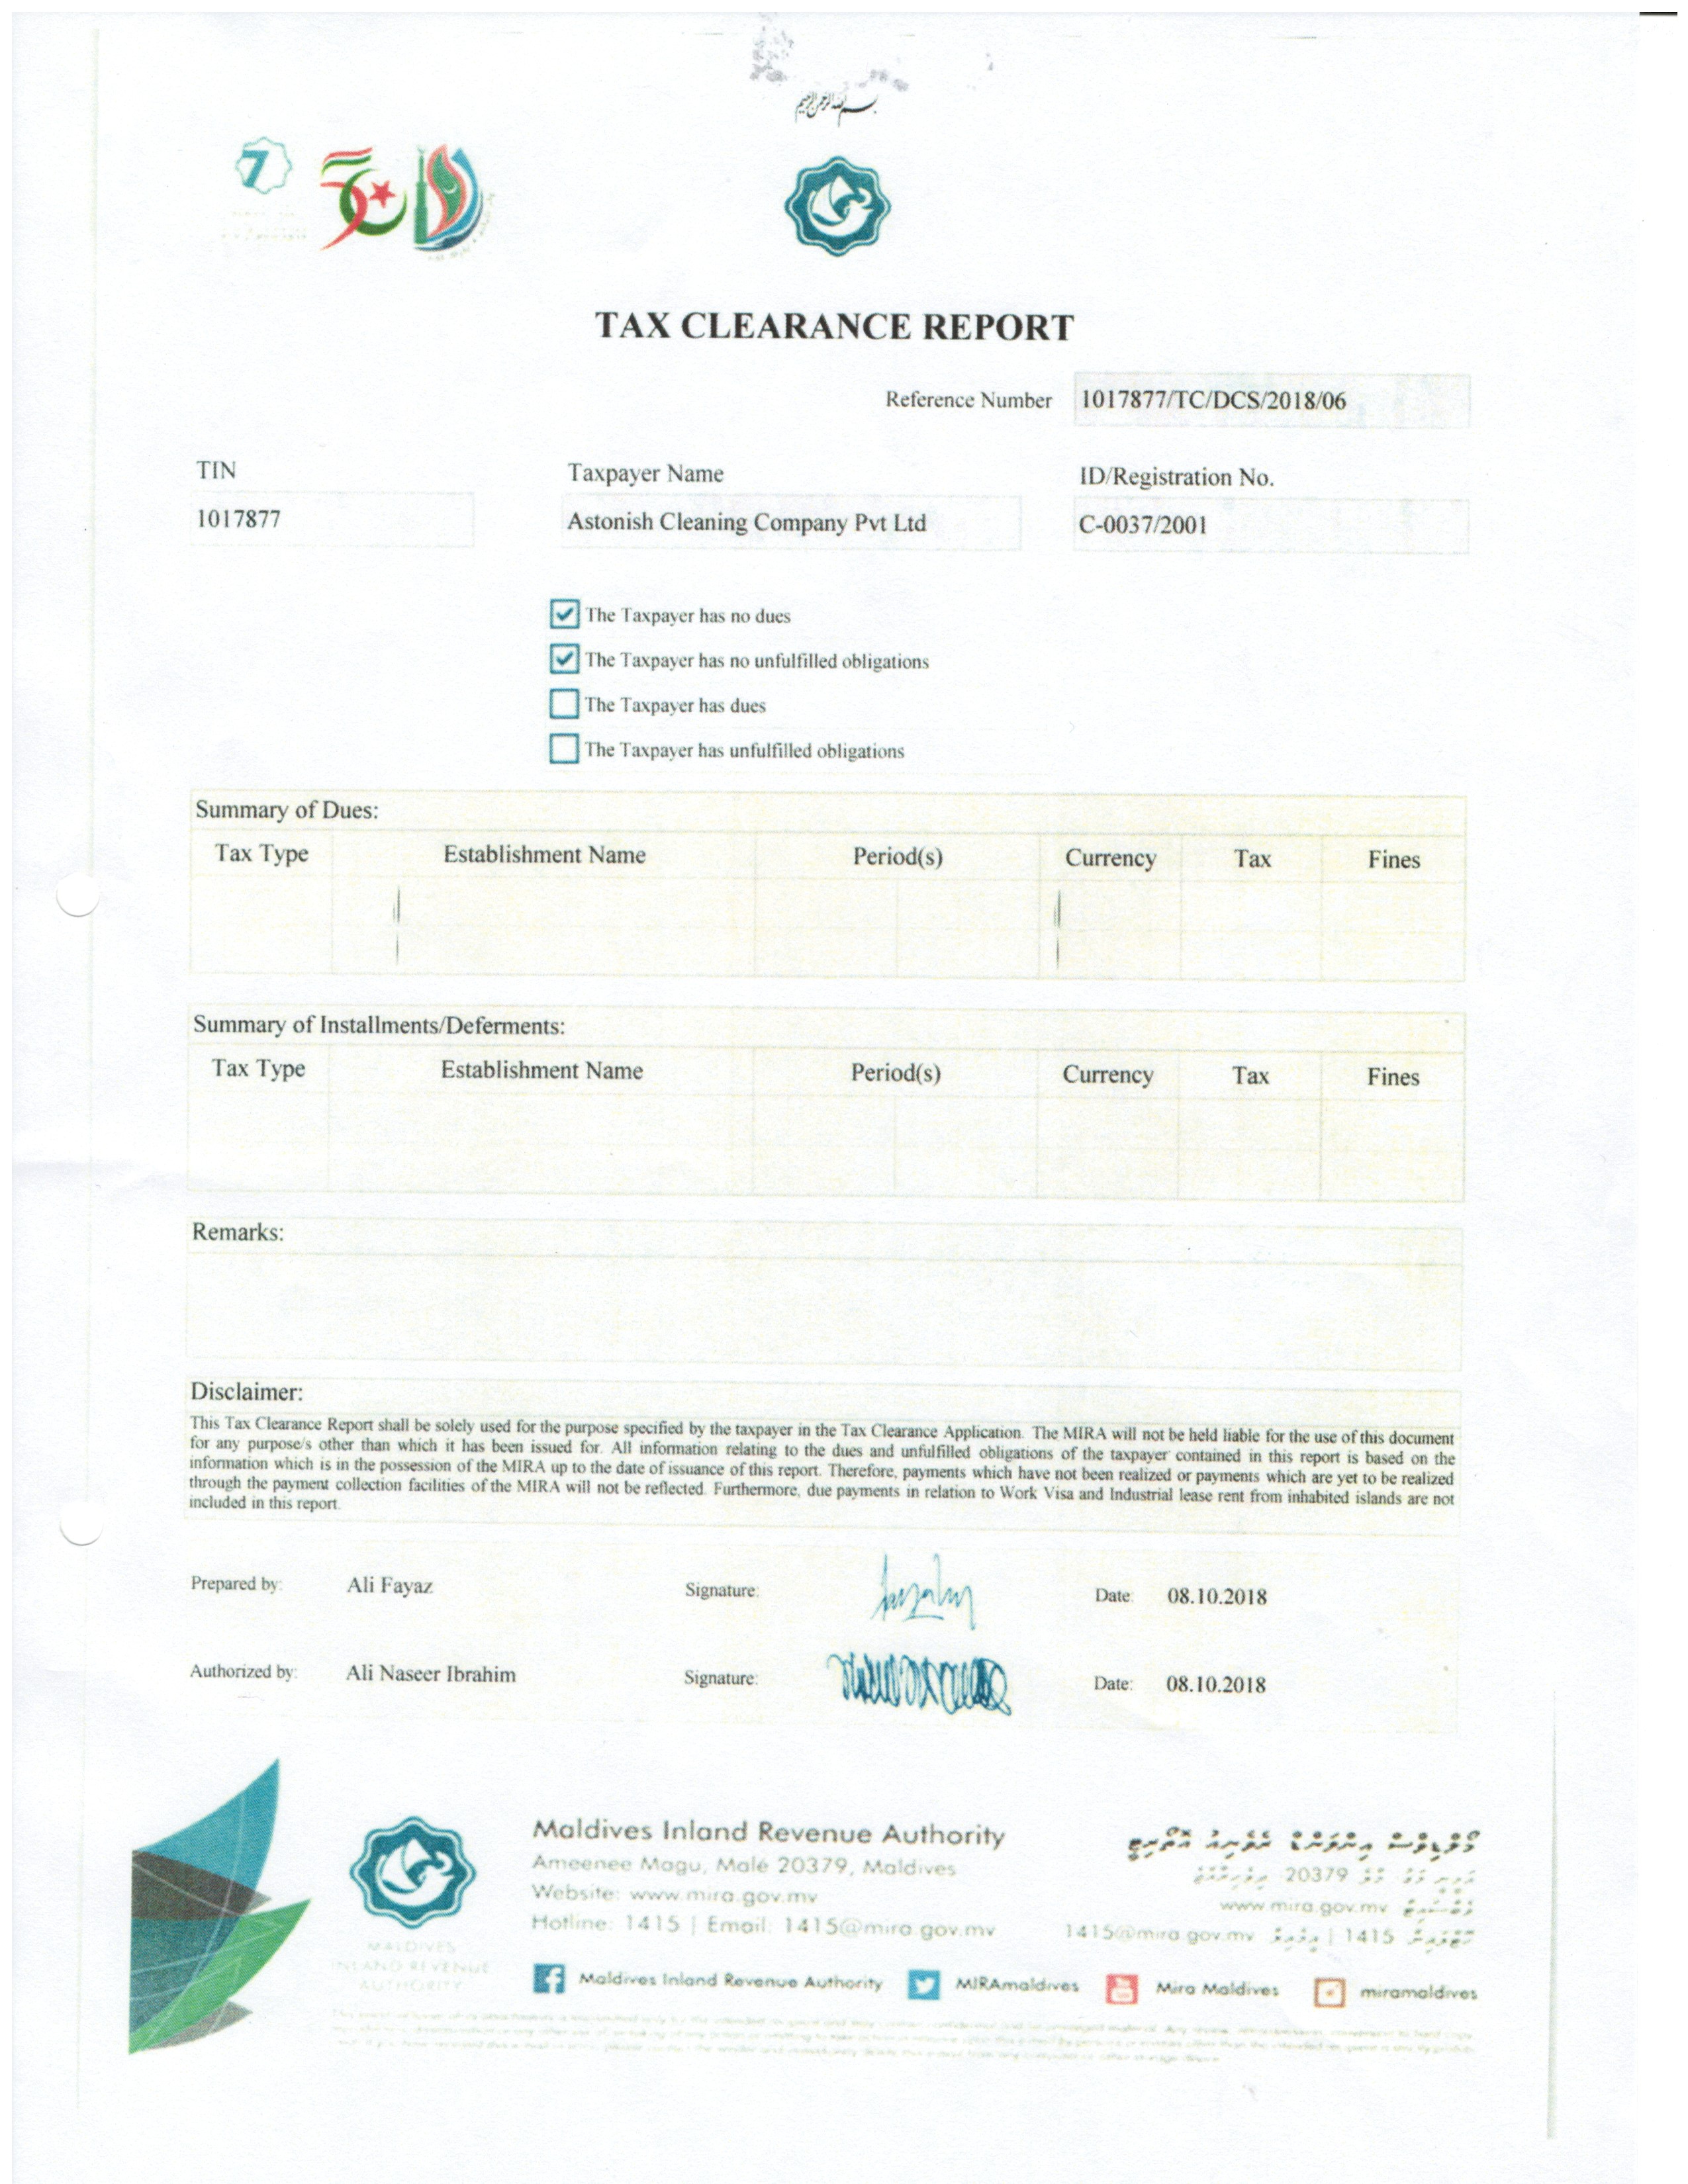 بسم الله الرحمن الرحيم
7
50
TAX CLEARANCE REPORT
Reference Number 1017877/TC/DCS/2018/06
TIN Taxpayer Name ID/Registration No.
1017877 Astonish Cleaning Company Pvt Ltd C-0037/2001
The Taxpayer has no dues
The Taxpayer has no unfulfilled obligations
The Taxpayer has dues
The Taxpayer has unfulfilled obligations
Summary of Dues:
Tax Type Establishment Name Period(s) Currency Tax Fines
Summary of Installments/Deferments:
Tax Type Establishment Name Period(s) Currency Tax Fines
Remarks:
Disclaimer:
This Tax Clearance Report shall be solely used for the purpose specified by the taxpayer in the Tax Clearance Application. The MIRA will not be held liable for the use of this document
for any purpose/s other than which it has been issued for. All information relating to the dues and unfulfilled obligations of the taxpayer contained in this report is based on the
information which is in the possession of the MIRA up to the date of issuance of this report. Therefore, payments which have not been realized or payments which are yet to be realized
through the payment collection facilities of the MIRA will not be reflected. Furthermore, due payments in relation to Work Visa and Industrial lease rent from inhabited islands are not
included in this report.
Prepared by: Ali Fayaz Signature: Date: 08.10.2018
Authorized by: Ali Naseer Ibrahim Signature: Date: 08.10.2018
MALDIVES
INLAND REVENUE
AUTHORITY
Maldives Inland Revenue Authority
Ameenee Magu, Malé 20379, Maldives
Website: www.mira.gov.mv
Hotline: 1415 | Email: 1415@mira.gov.mv
މޯލްޑިވްސް އިންލަންޑް ރެވެނިއު އޮތޯރިޓީ
އަމީނީ މަގު މާލެ 20379 ދިވެހިރާއްޖެ
ވެބްސައިޓް www.mira.gov.mv
ހޮޓްލައިން 1415 | އީމެއިލް 1415@mira.gov.mv
Maldives Inland Revenue Authority MIRAmaldives Mira Maldives miramaldives